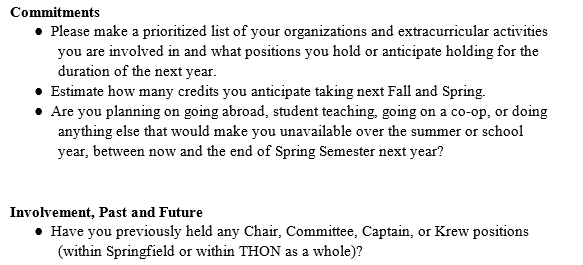 Commitments
● Please make a prioritized list of your organizations and extracurricular activities
you are involved in and what positions you hold or anticipate holding for the
duration of the next year.
● Estimate how many credits you anticipate taking next Fall and Spring.
● Are you planning on going abroad, student teaching, going on a co-op, or doing
anything else that would make you unavailable over the summer or school
year, between now and the end of Spring Semester next year?
Involvement, Past and Future
● Have you previously held any Chair, Committee, Captain, or Krew positions
(within Springfield or within THON as a whole)?